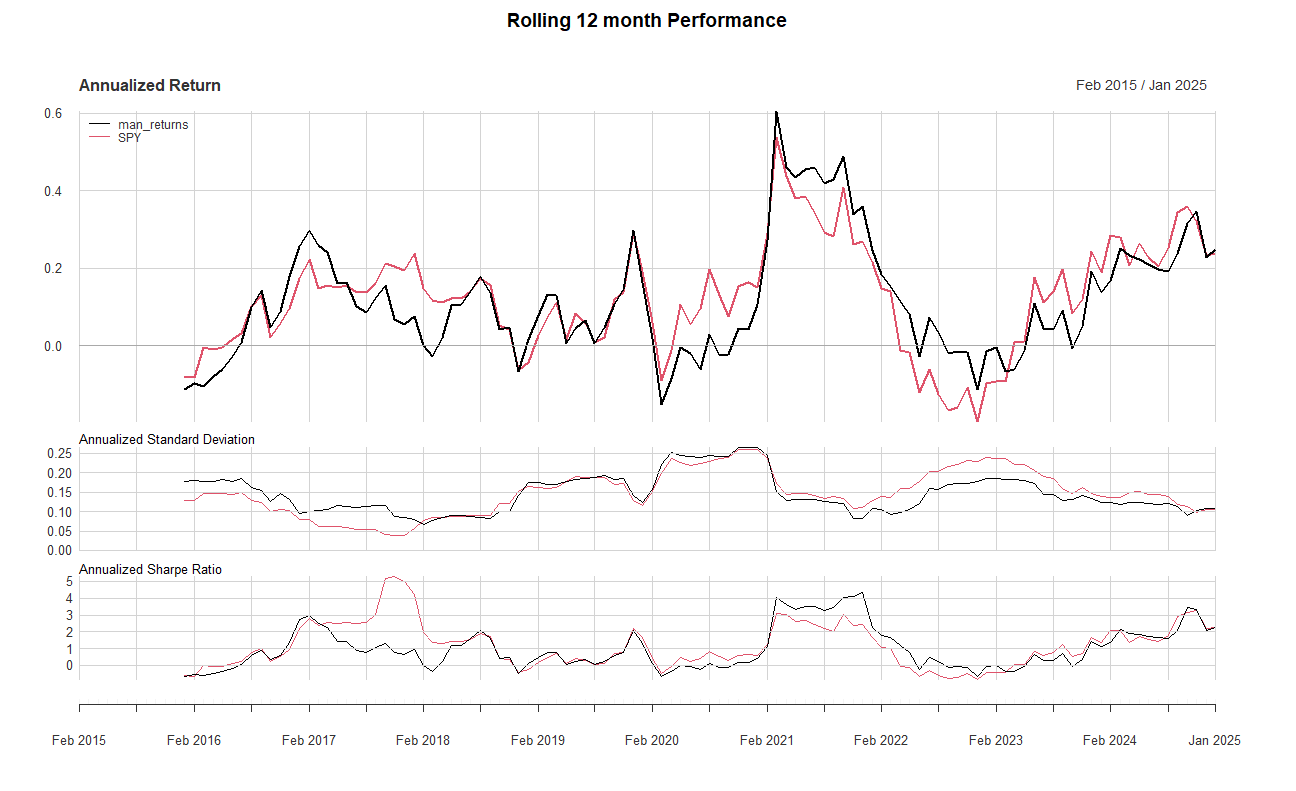 Rolling 12 month Performance
Annualized Return Feb 2015 / Jan 2025
0.6
man_returns
SPY
0.4
0.2
0.0
Annualized Standard Deviation
0.25
0.20
0.15
0.10
0.05
0.00
Annualized Sharpe Ratio
5
4
3
2
1
0
Feb 2015 Feb 2016 Feb 2017 Feb 2018 Feb 2019 Feb 2020 Feb 2021 Feb 2022 Feb 2023 Feb 2024 Jan 2025